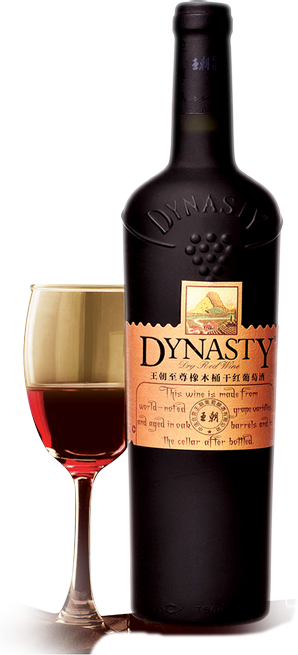 王朝
DYNASTY
DYNASTY
Dry Red Wine
王朝至尊橡木桶干红葡萄酒
This wine is made from
world-noted grape varieties
and aged in oak barrels and in
the cellar after bottled.
王朝